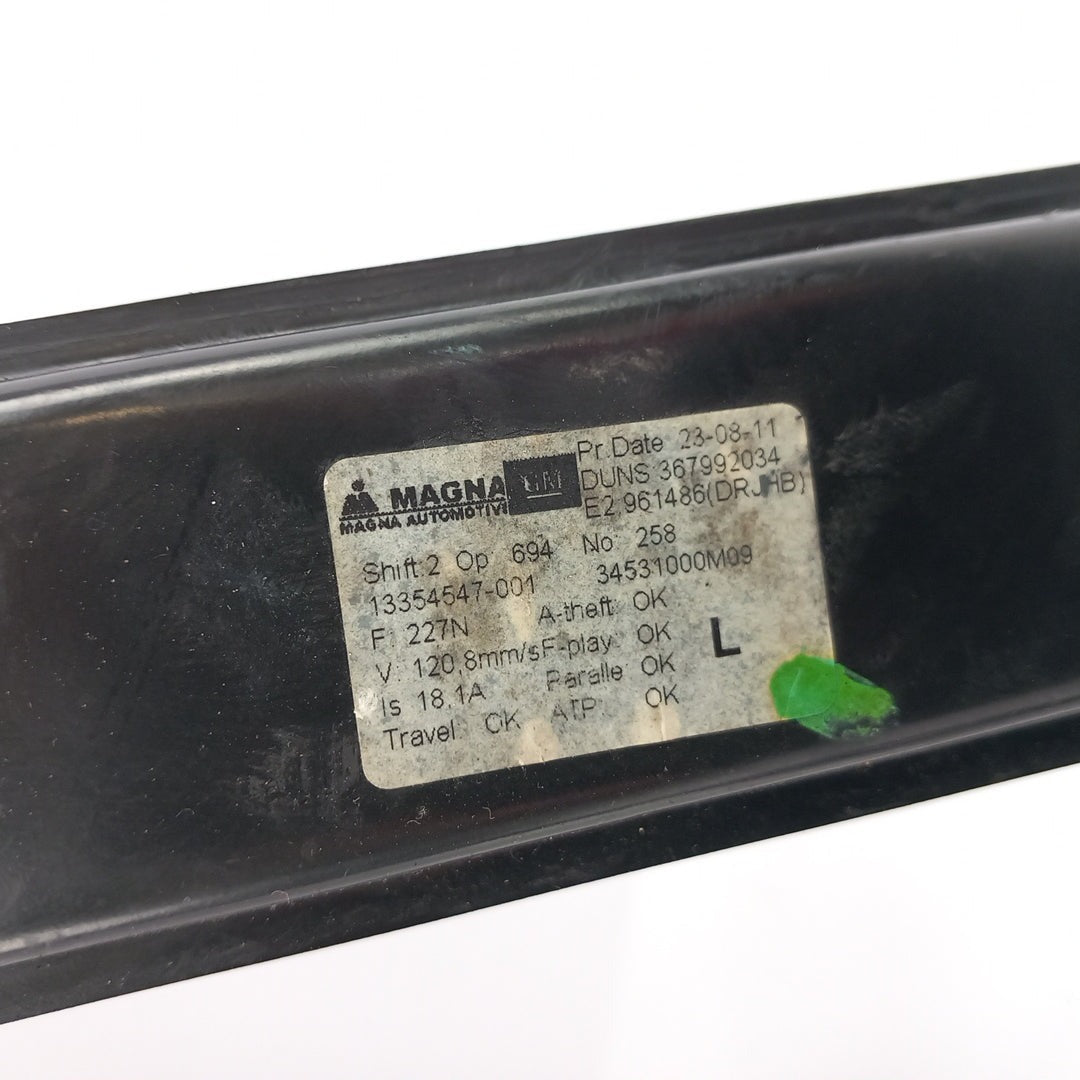 MAGNA
MAGNA AUTOMOTIVE
GM
Pr.Date 23-08-11
DUNS 367992034
E2 961486(DRJHB)
Shift:2 Op: 694 No: 258
13354547-001 34531000M09
F: 227N A-theft: OK
V: 120,8mm/s F-play: OK
Is 18,1A Paralle OK
Travel: OK ATP: OK
L